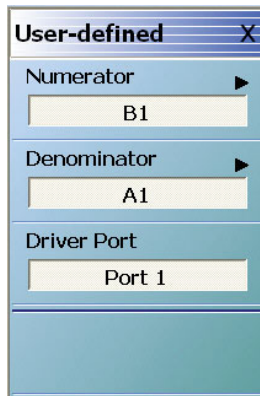 User-defined X
Numerator
B1
Denominator
A1
Driver Port
Port 1